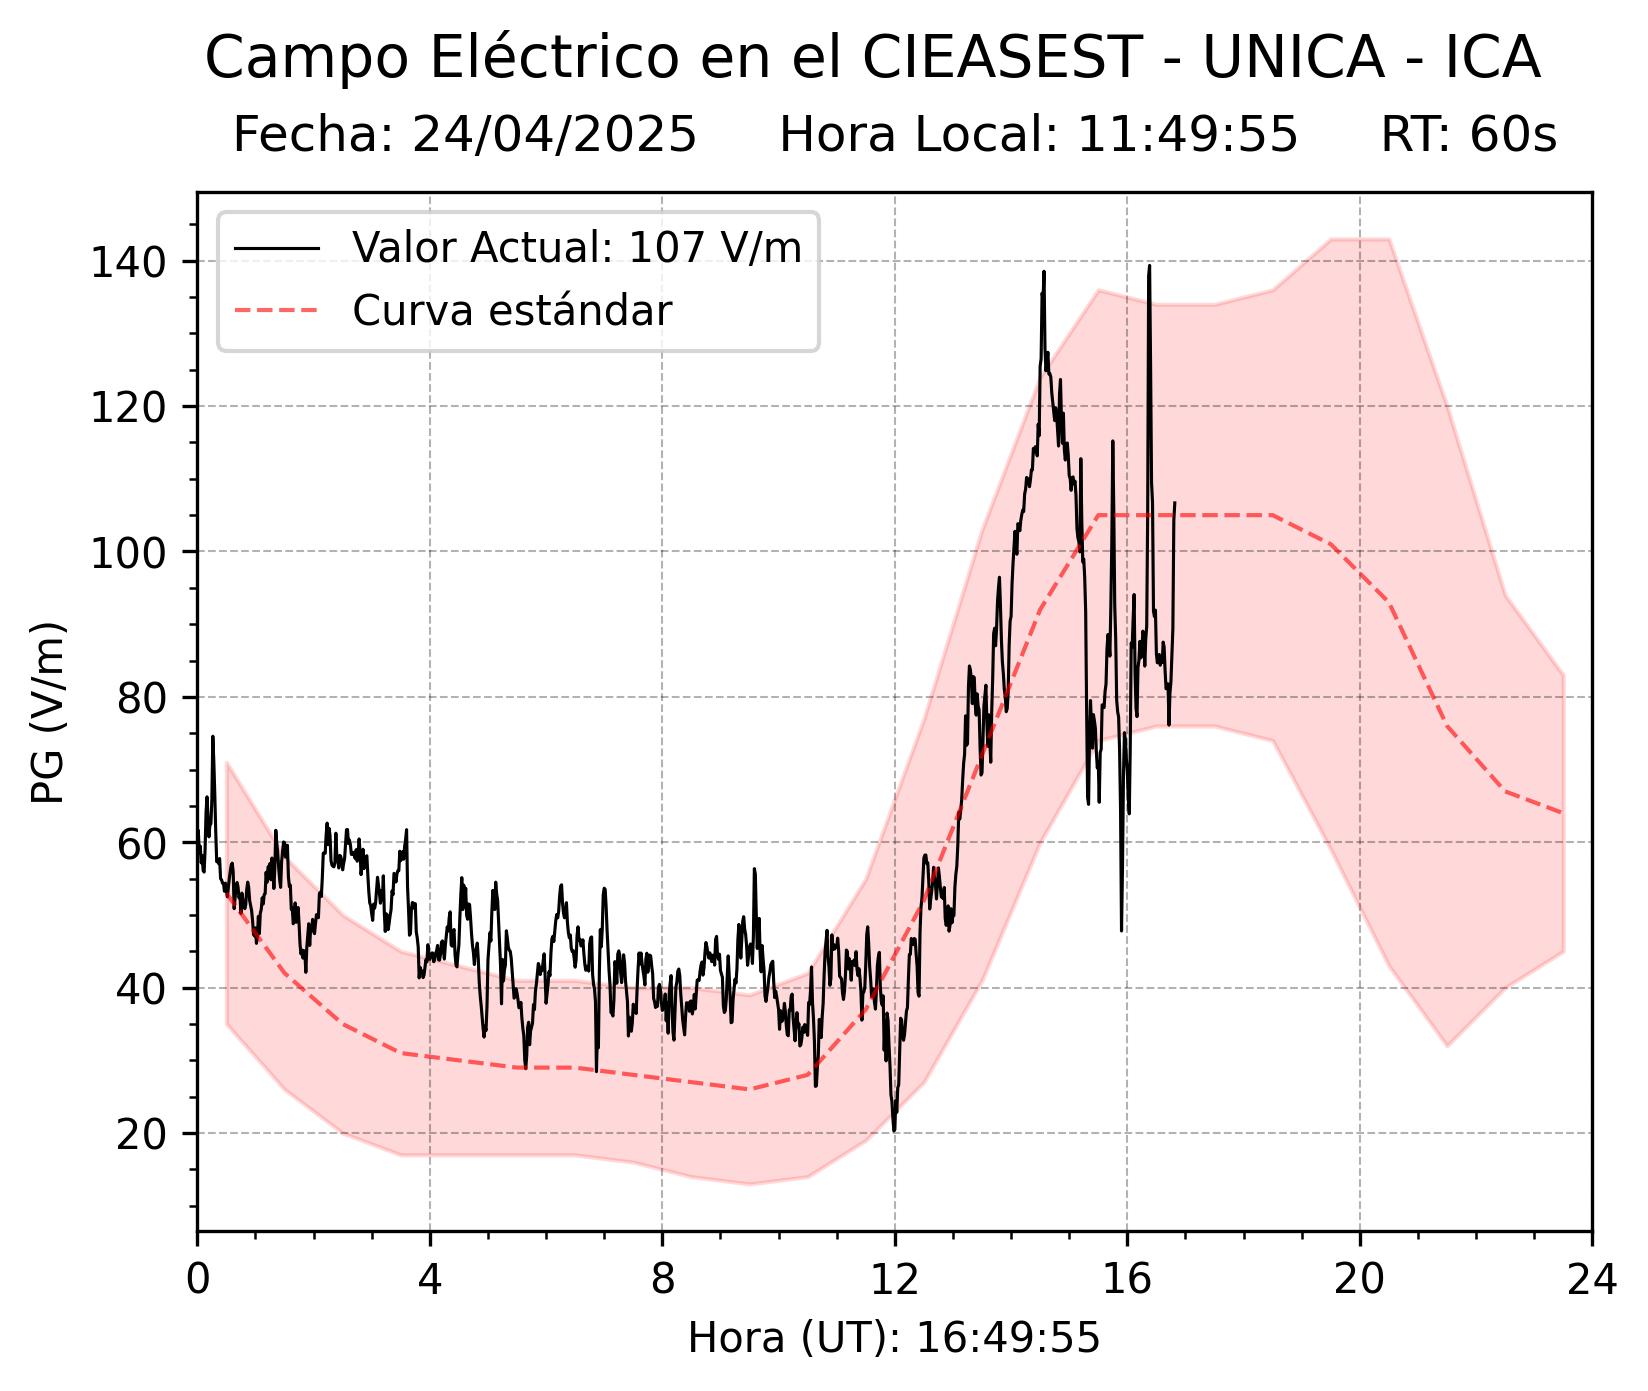 Campo Eléctrico en el CIEASEST - UNICA - ICA
Fecha: 24/04/2025 Hora Local: 11:49:55 RT: 60s
Valor Actual: 107 V/m
Curva estándar
PG (V/m)
140
120
100
80
60
40
20
0 4 8 12 16 20 24
Hora (UT): 16:49:55